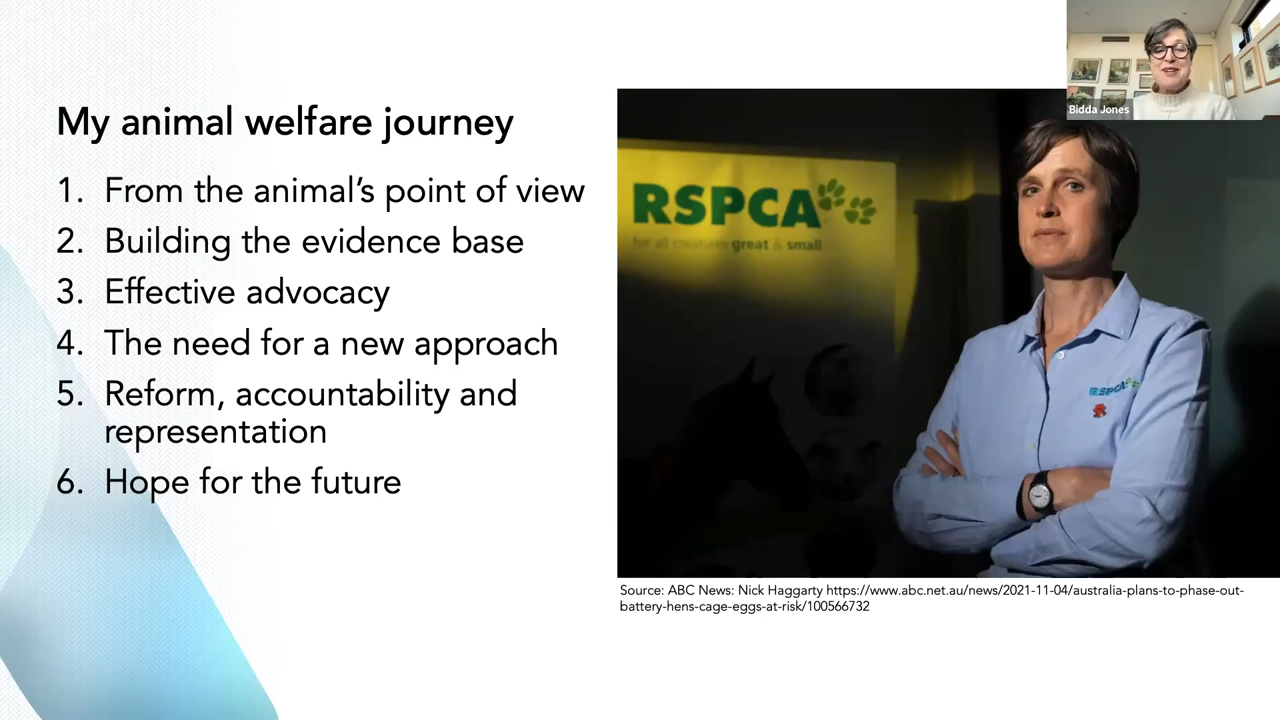 Bidda Jones
My animal welfare journey
1. From the animal’s point of view
2. Building the evidence base
3. Effective advocacy
4. The need for a new approach
5. Reform, accountability and
representation
6. Hope for the future
RSPCA
for all creatures great & small
RSPCA
Source: ABC News: Nick Haggarty https://www.abc.net.au/news/2021-11-04/australia-plans-to-phase-out-
battery-hens-cage-eggs-at-risk/100566732